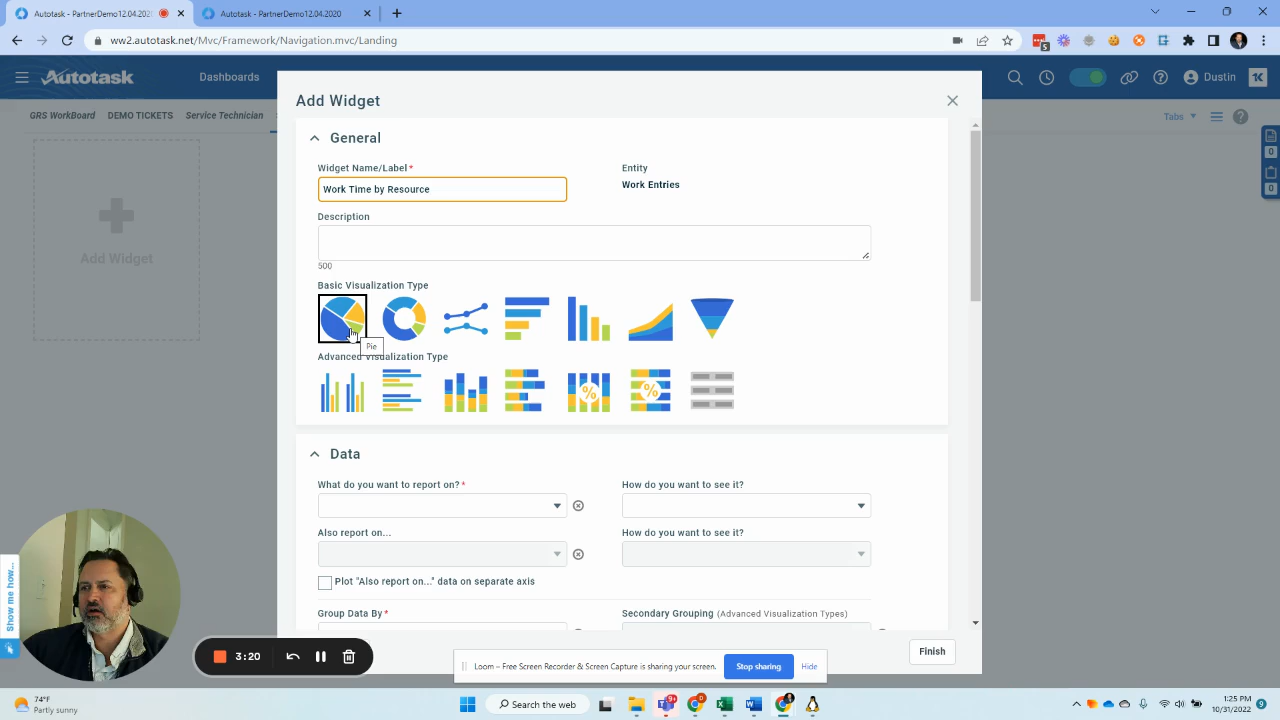 Autotask - PartnerDemo12.04.2020
Autotask - PartnerDemo12.04.2020
ww2.autotask.net/Mvc/Framework/Navigation.mvc/Landing
5
Autotask
Dashboards
Dustin
GRS WorkBoard
DEMO TICKETS
Service Technician
Tabs
0
0
Add Widget
Add Widget
General
Widget Name/Label*
Work Time by Resource
Entity
Work Entries
Description
500
Basic Visualization Type
Pie
Advanced Visualization Type
%
%
Data
What do you want to report on?*
How do you want to see it?
Also report on...
How do you want to see it?
Plot "Also report on..." data on separate axis
Group Data By*
Secondary Grouping (Advanced Visualization Types)
Finish
Show me how...
3:20
Loom – Free Screen Recorder & Screen Capture is sharing your screen.
Stop sharing
Hide
74°F
Partly sunny
Search the web
9+
1:25 PM
10/31/2022